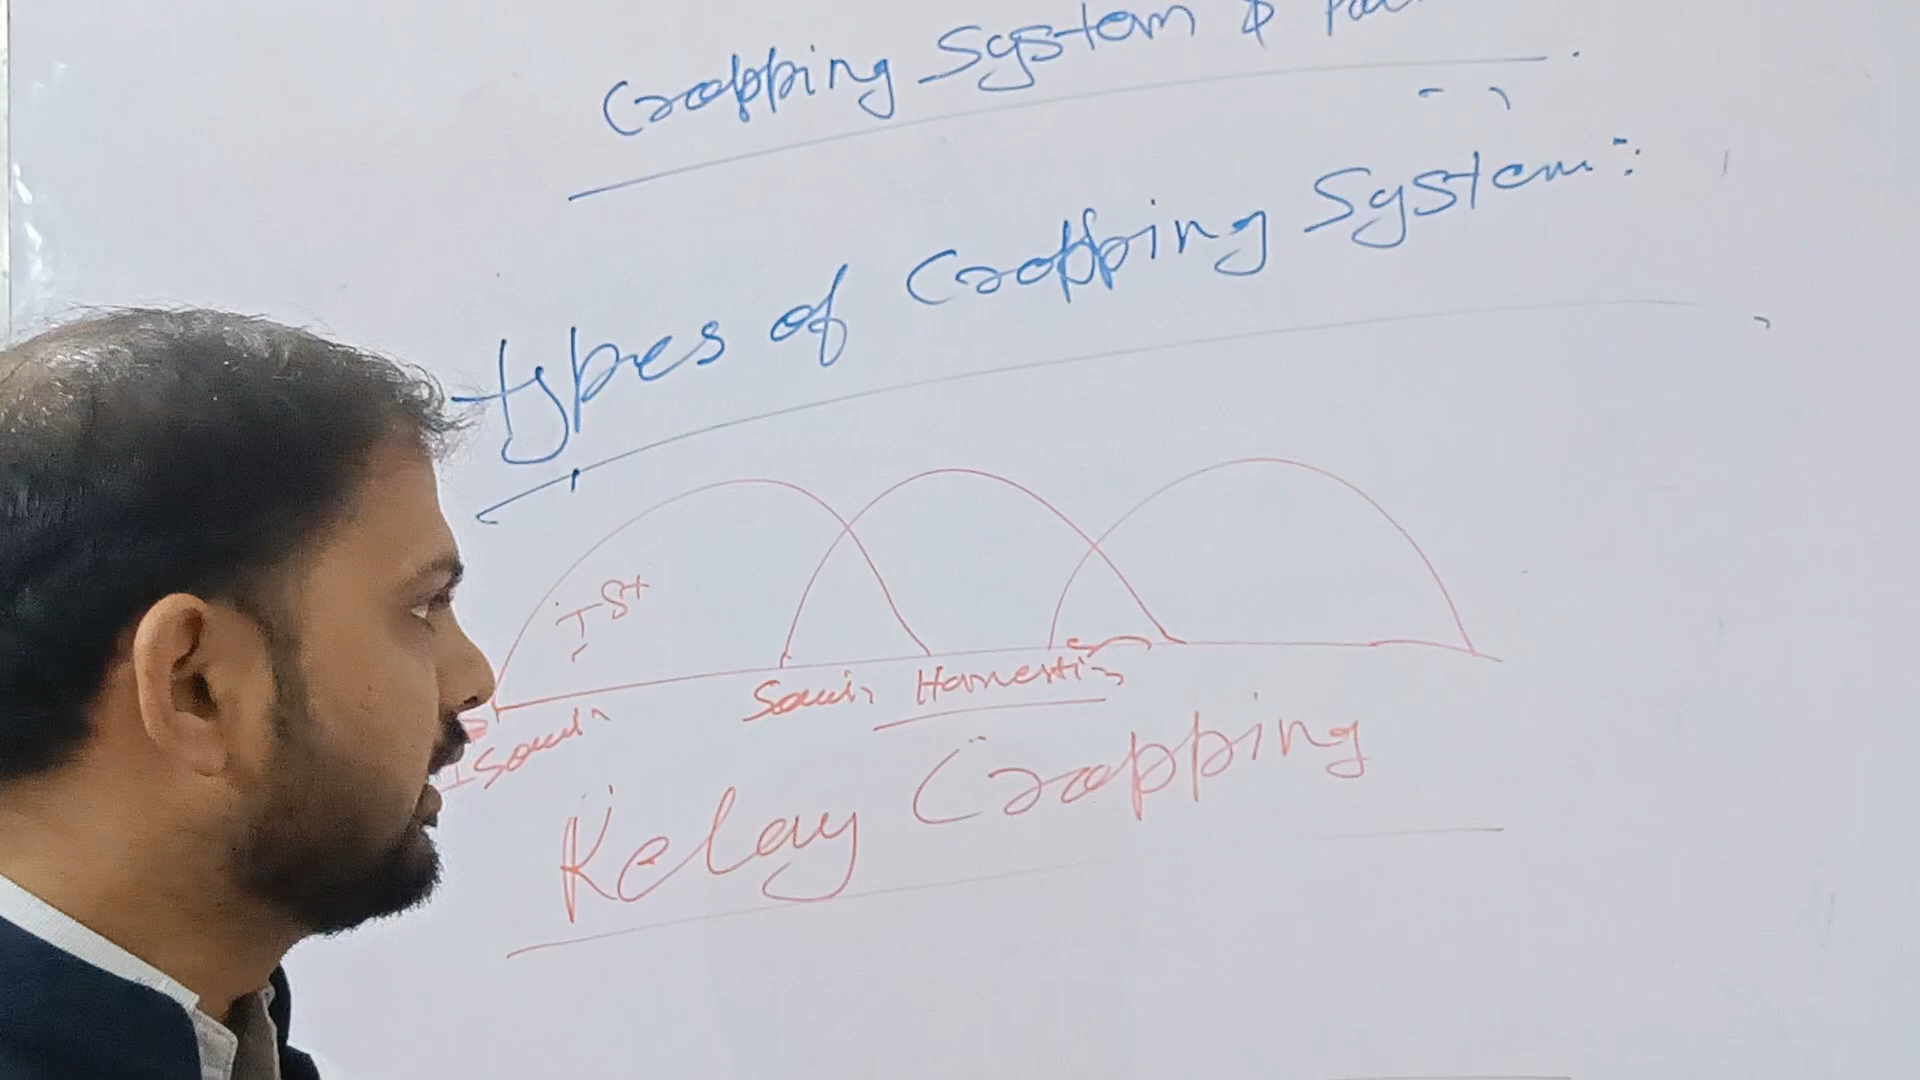 Cropping System &
Types of Cropping System:
Ist
Sowin Harvestin
I Sowin
Relay Cropping